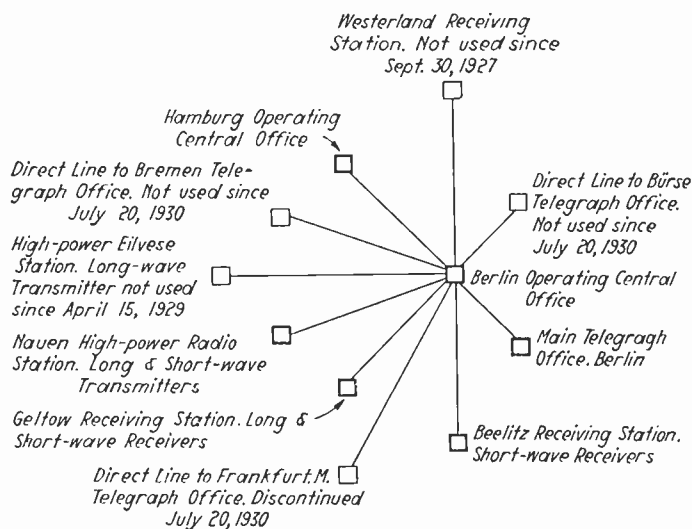 Westerland Receiving
Station. Not used since
Sept. 30, 1927
Hamburg Operating
Central Office
Direct Line to Bremen Tele-
graph Office. Not used since
July 20, 1930
Direct Line to Bürse
Telegraph Office.
Not used since
July 20, 1930
High-power Eilvese
Station. Long-wave
Transmitter not used
since April 15, 1929
Berlin Operating Central
Office
Nauen High-power Radio
Station. Long & Short-wave
Transmitters
Main Telegragh
Office. Berlin
Geltow Receiving Station. Long &
Short-wave Receivers
Beelitz Receiving Station.
Short-wave Receivers
Direct Line to Frankfurt. M.
Telegraph Office. Discontinued
July 20, 1930